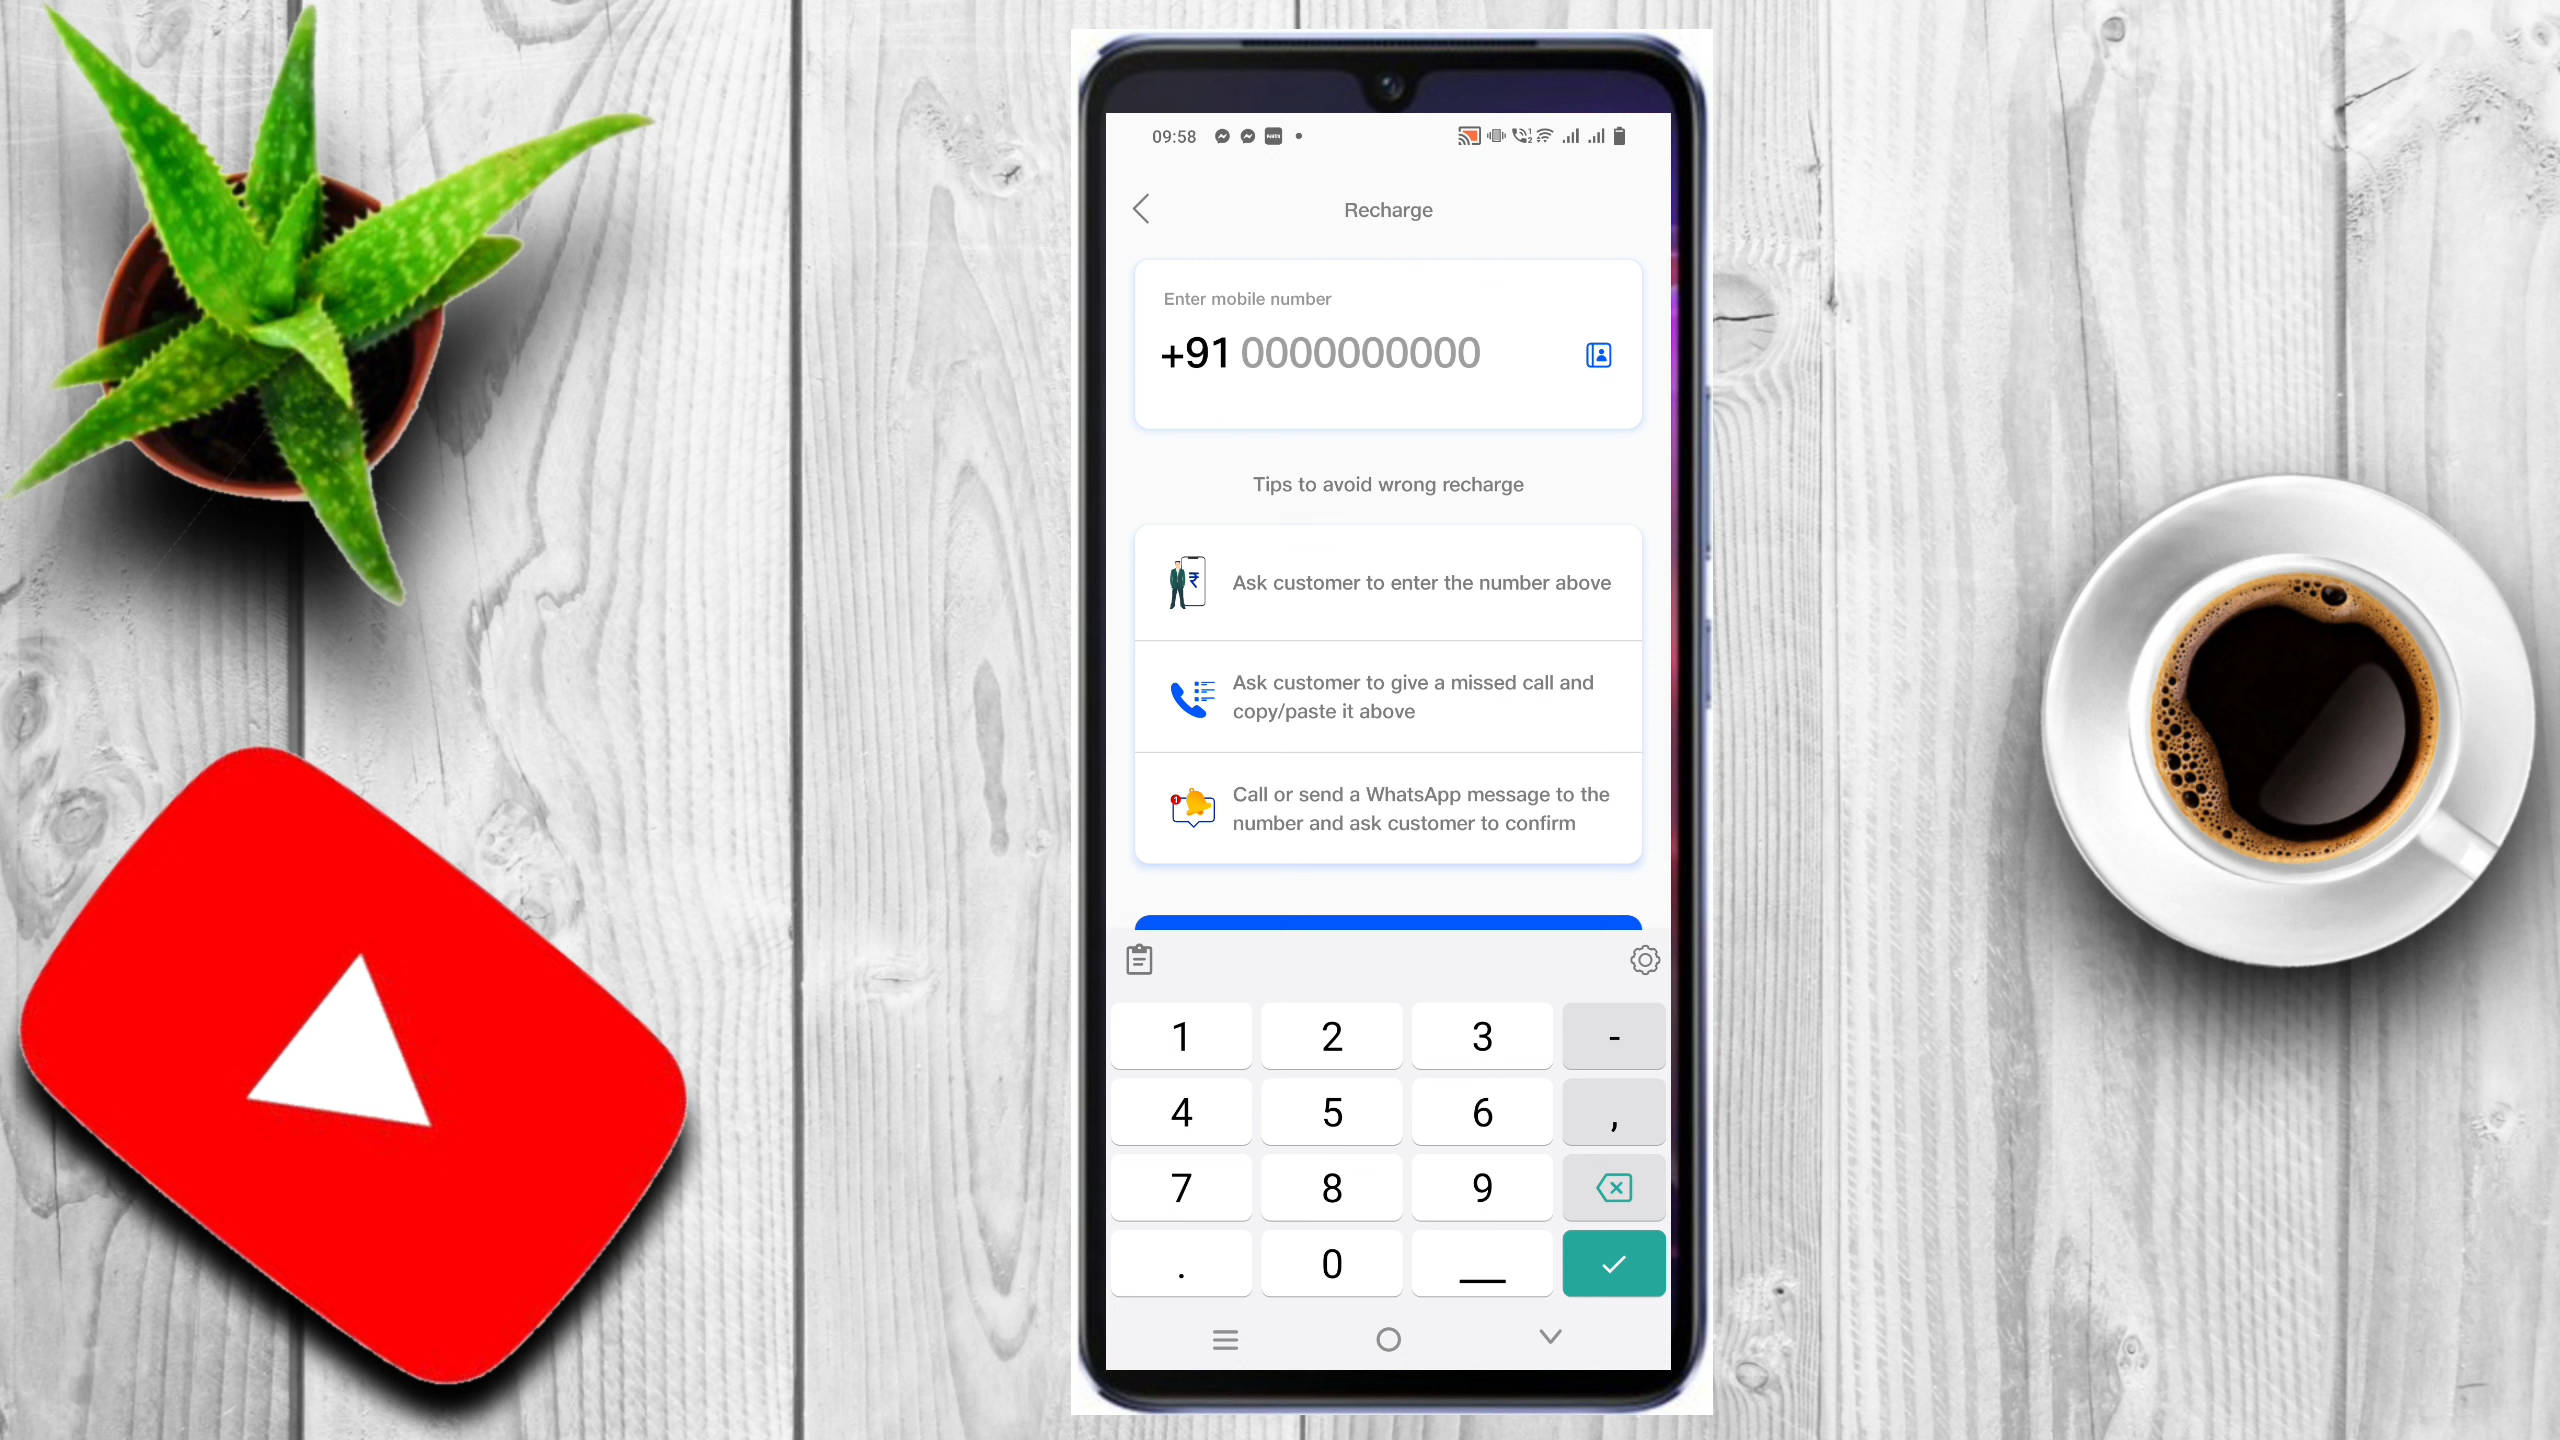 09:58
Recharge
Enter mobile number
+91 0000000000
Tips to avoid wrong recharge
Ask customer to enter the number above
Ask customer to give a missed call and
copy/paste it above
Call or send a WhatsApp message to the
number and ask customer to confirm
1 2 3 -
4 5 6 ,
7 8 9
. 0